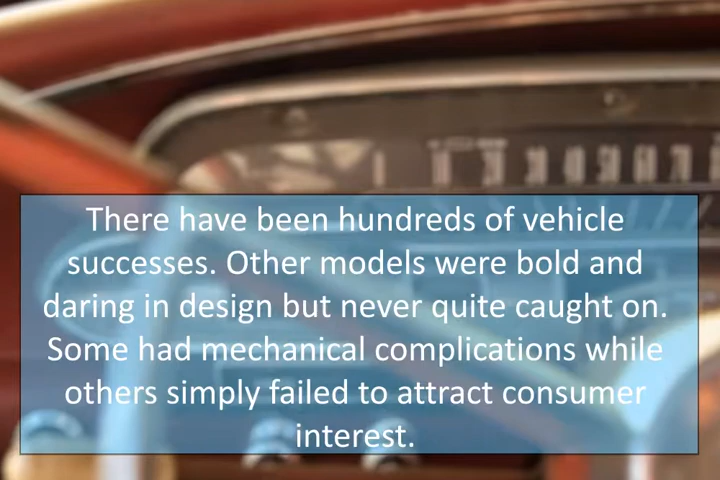 There have been hundreds of vehicle
successes. Other models were bold and
daring in design but never quite caught on.
Some had mechanical complications while
others simply failed to attract consumer
interest.